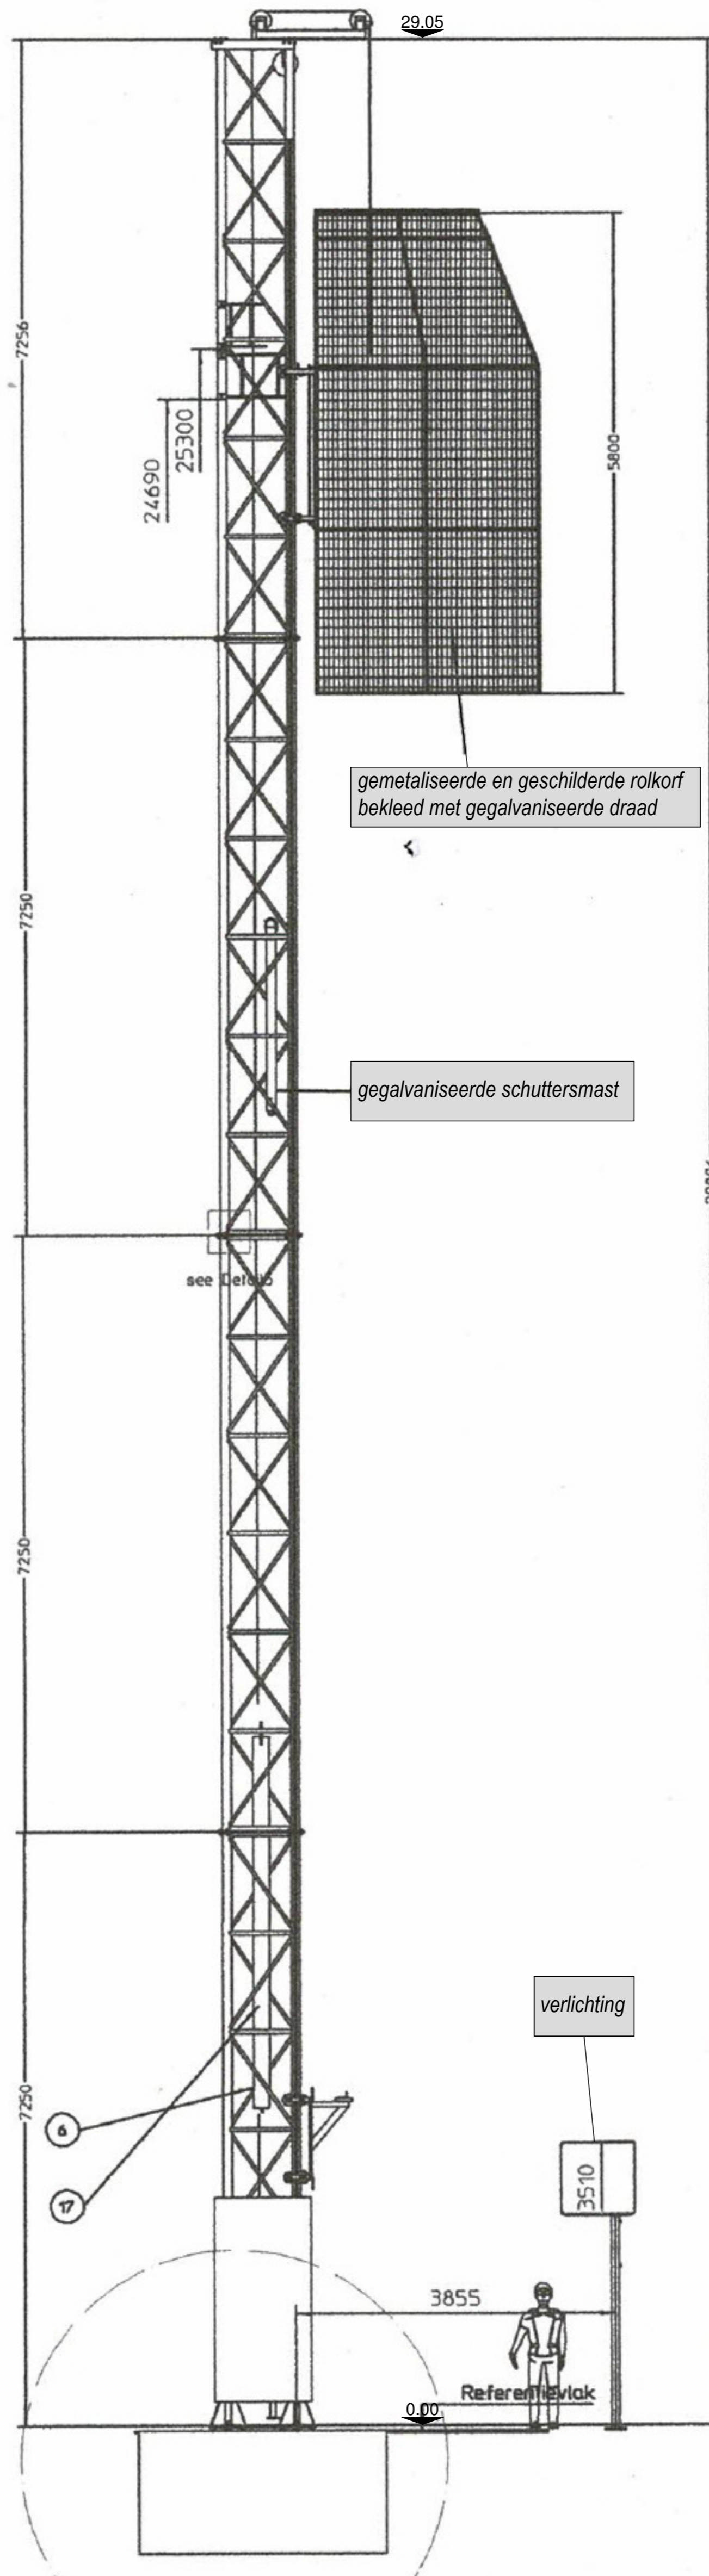 29.05
7256
25300
24690
5800
gemetaliseerde en geschilderde rolkorf
bekleed met gegalvaniseerde draad
7250
gegalvaniseerde schuttersmast
see Details
7250
verlichting
7250
6
17
3510
3855
Referentievlak
0.00